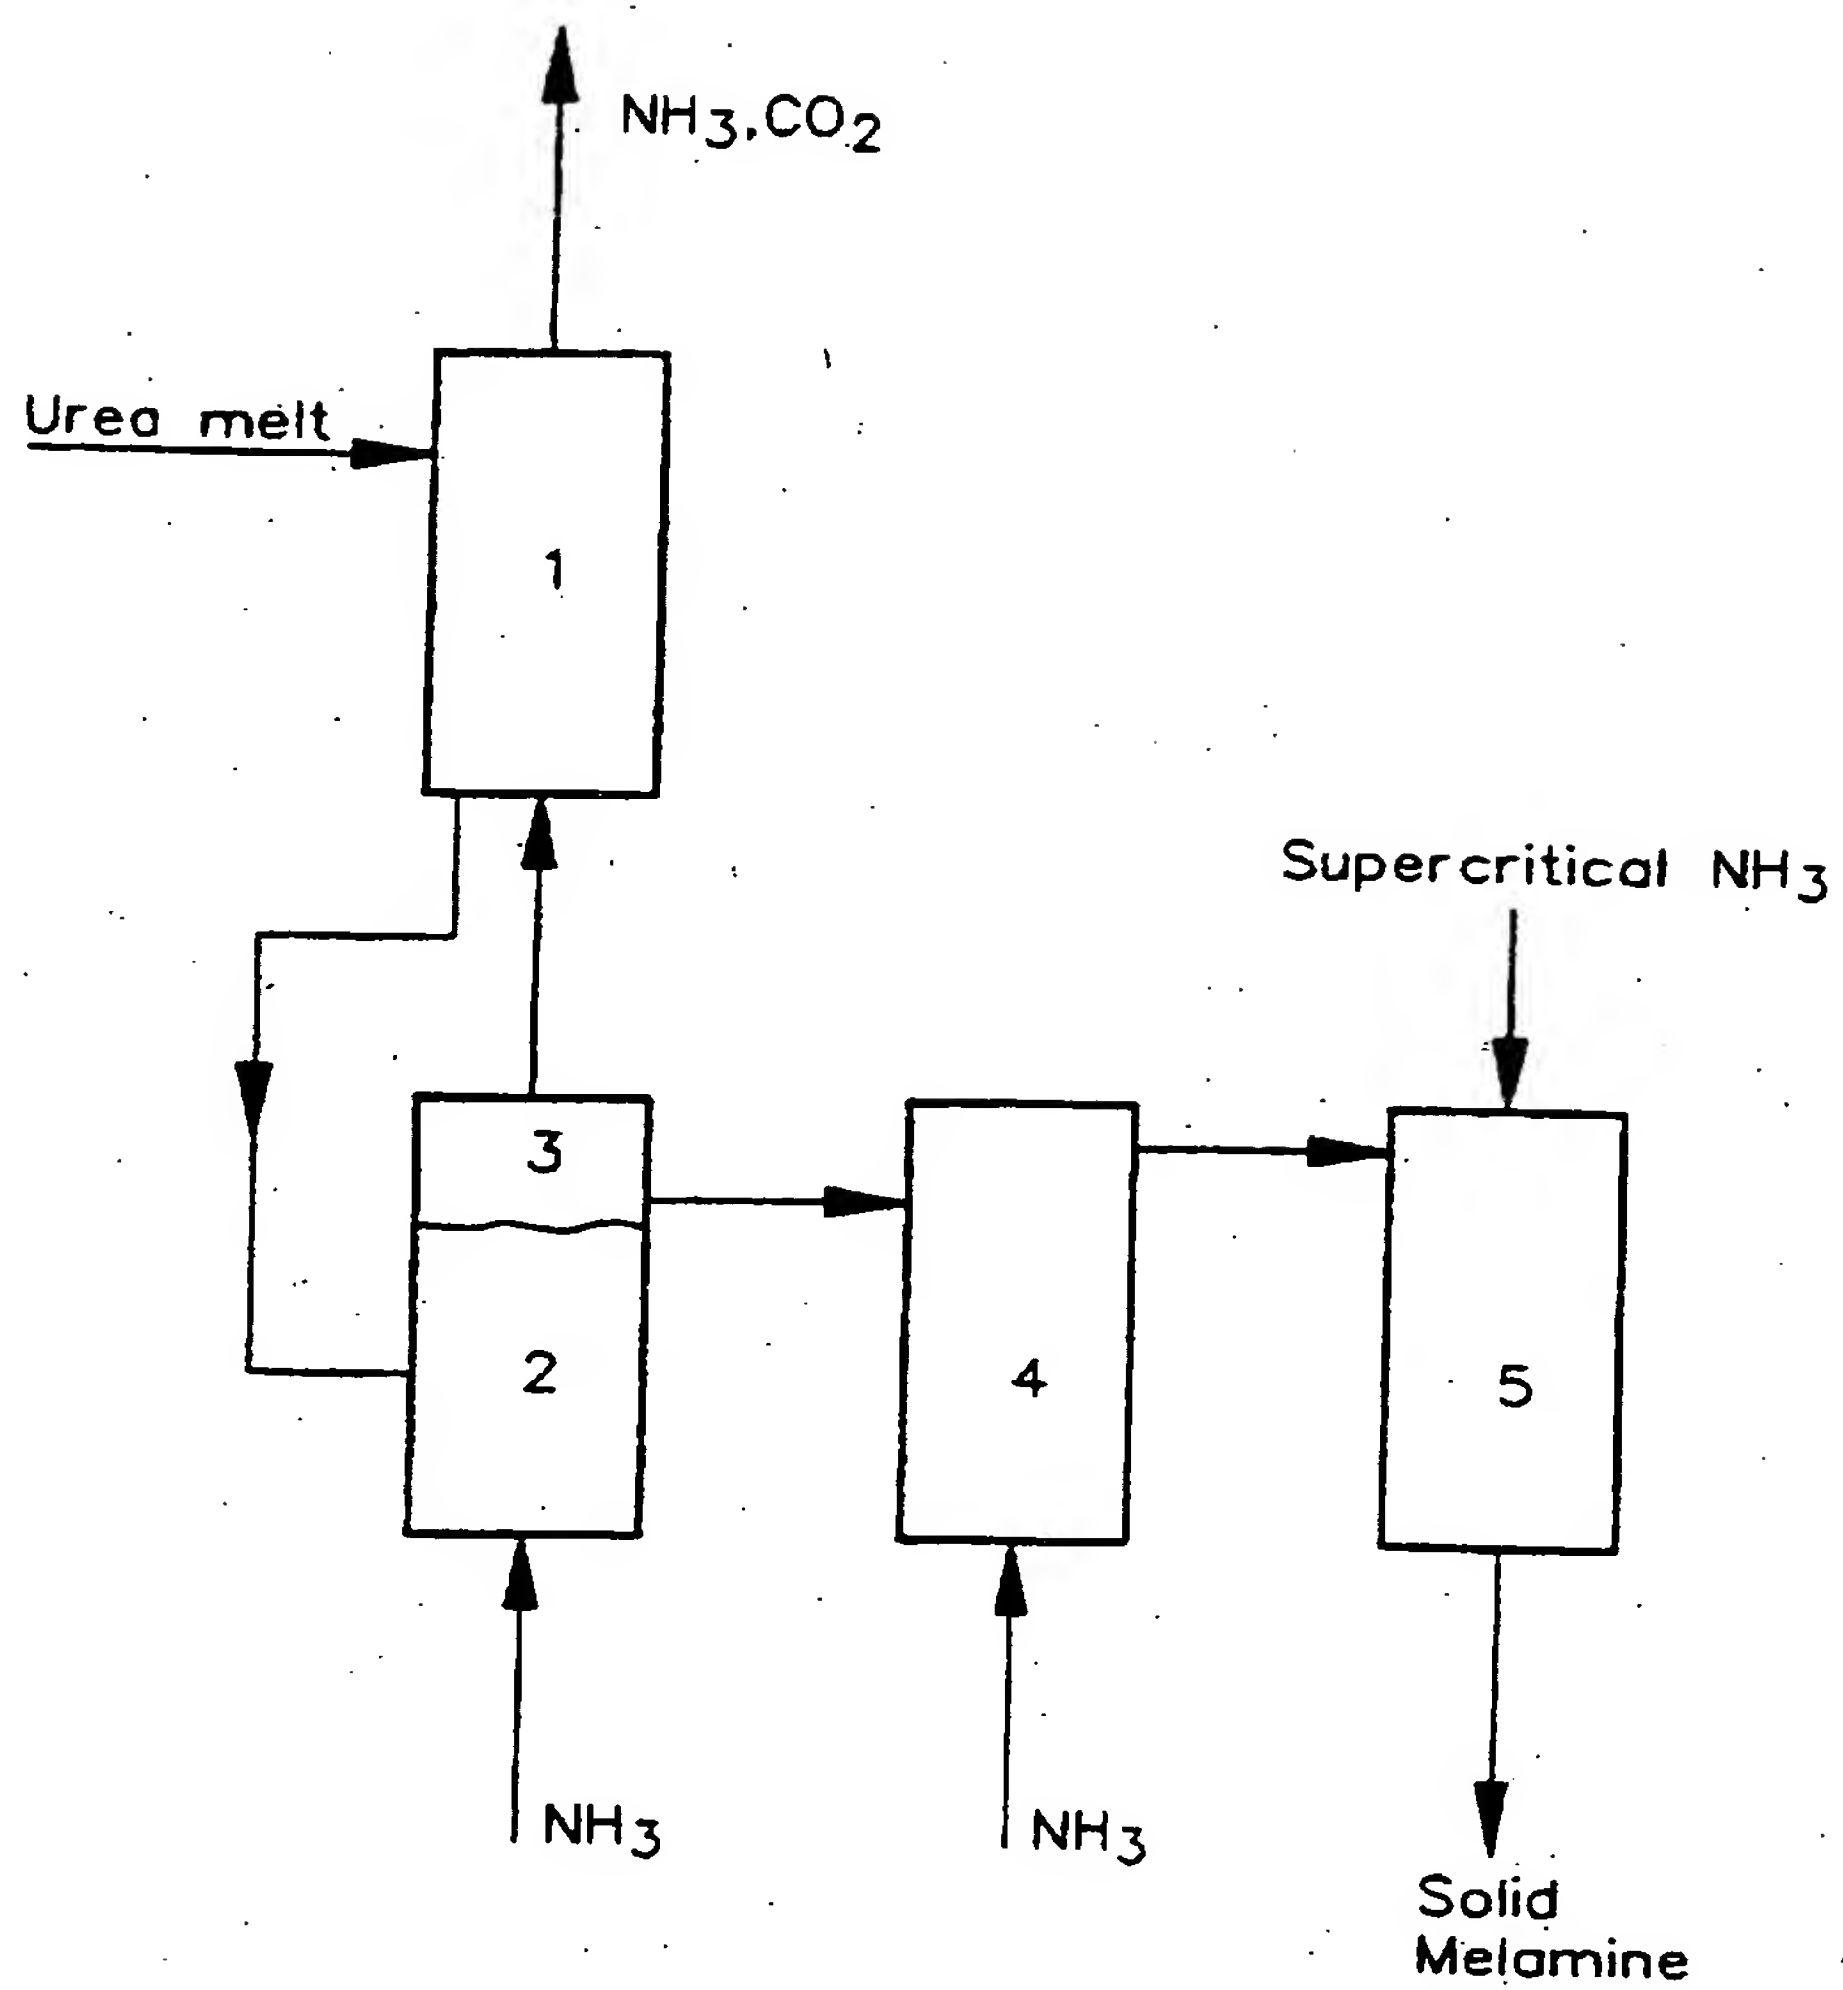 NH3,CO2
Urea melt
1
Supercritical NH3
3
2
4
5
NH3
NH3
Solid
Melamine